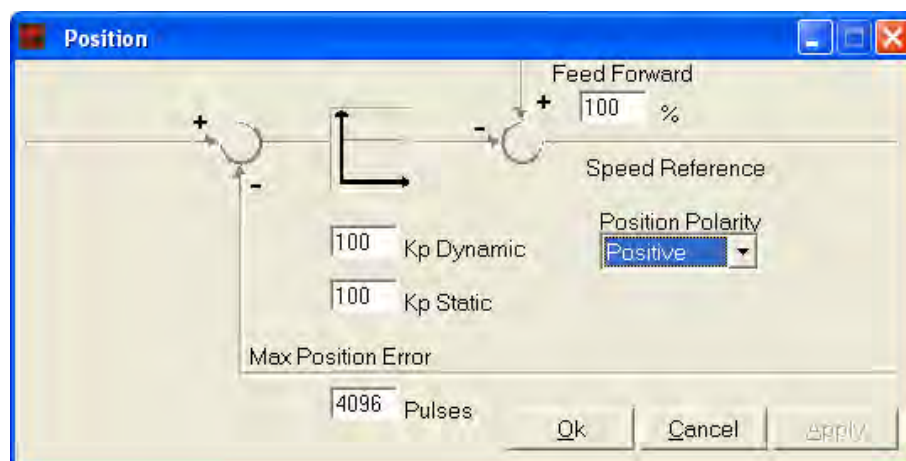 Position
Feed Forward
+ + 100 %
- -
Speed Reference
Position Polarity
100 Kp Dynamic Positive
100 Kp Static
Max Position Error
4096 Pulses
Ok Cancel Apply